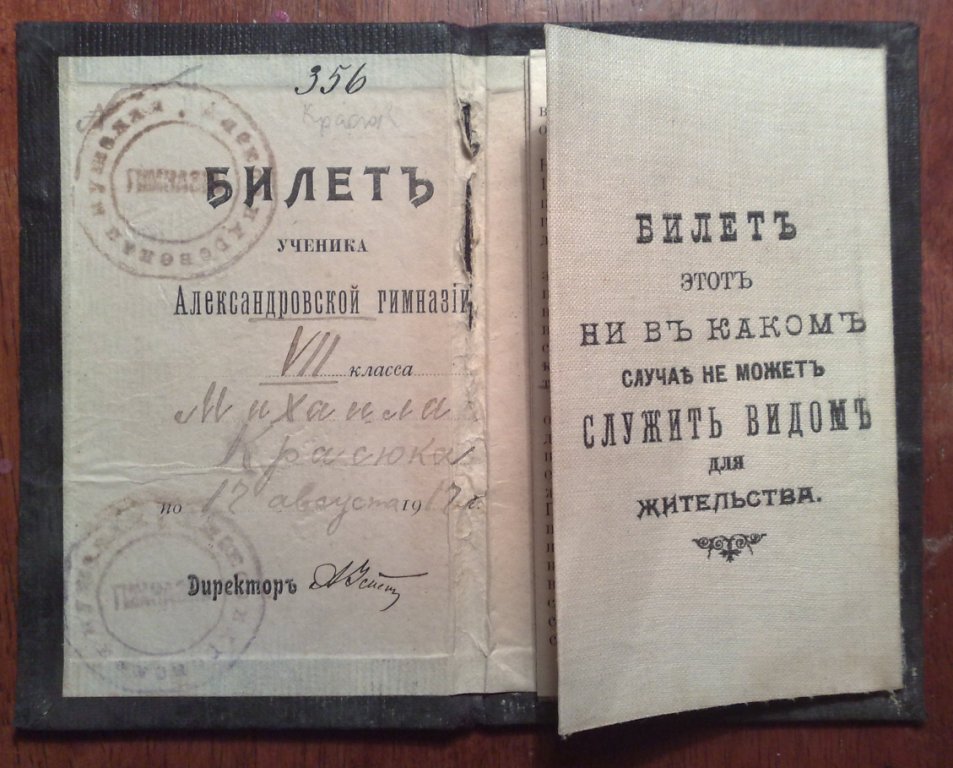 356
Красюк
БИЛЕТЪ
УЧЕНИКА
Александровской гимназіи
VII класса
Михаила
Красюка
по 17 августа 1917 г.
Директоръ
ГИМНАЗІЯ
БИЛЕТЪ
ЭТОТЪ
НИ ВЪ КАКОМЪ
СЛУЧАѢ НЕ МОЖЕТЪ
СЛУЖИТЬ ВИДОМЪ
ДЛЯ
ЖИТЕЛЬСТВА.